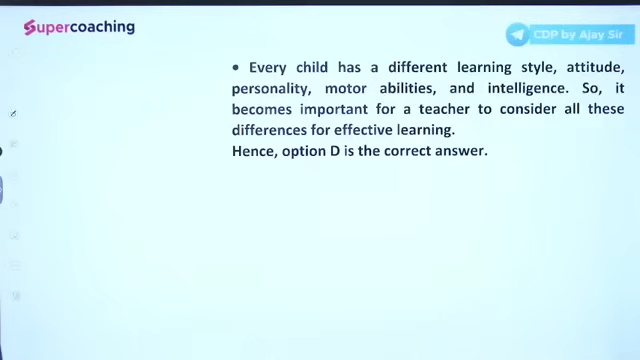 Supercoaching
CDP by Ajay Sir
• Every child has a different learning style, attitude,
personality, motor abilities, and intelligence. So, it
becomes important for a teacher to consider all these
differences for effective learning.
Hence, option D is the correct answer.